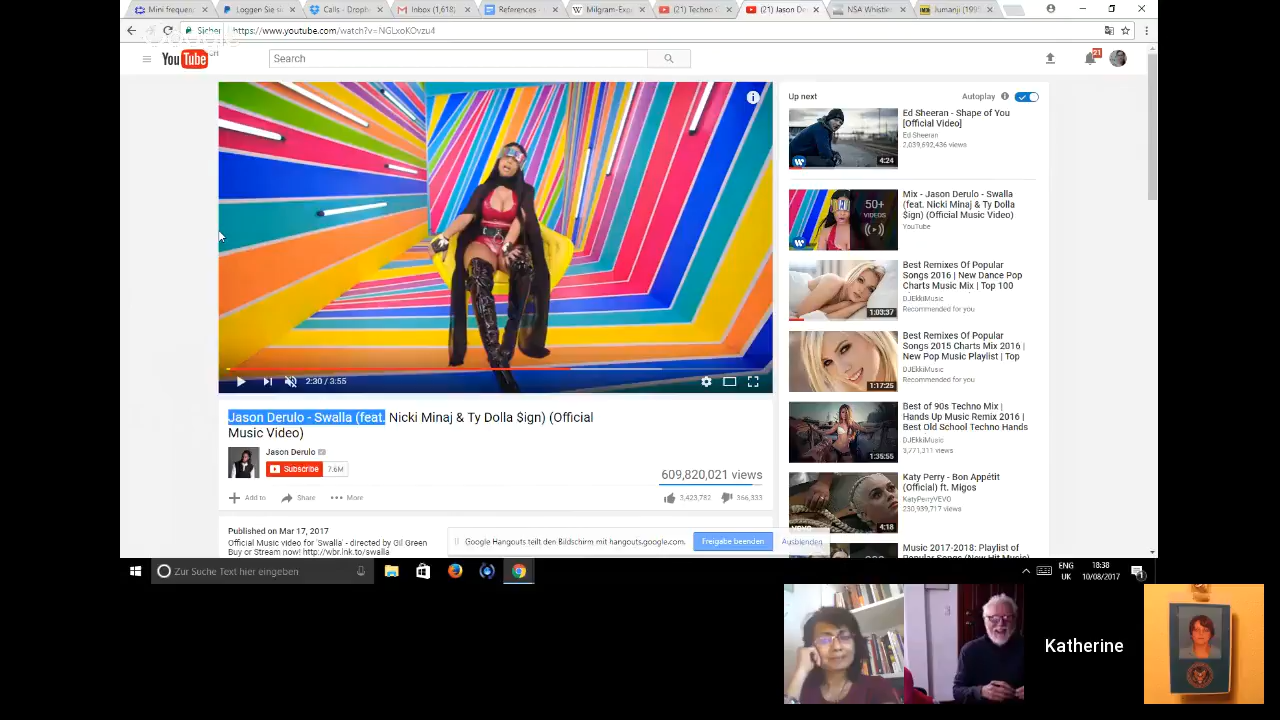 Mini frequen
Loggen Sie si
Calls - Dropb
Inbox (1,618)
References
Milgram-Exp
(21) Techno C
(21) Jason De
NSA Whistle
Jumanji (199
Sicher
https://www.youtube.com/watch?v=NGLxoKOvzu4
YouTube
Search
21
Up next
Autoplay
Ed Sheeran - Shape of You
[Official Video]
Ed Sheeran
2,039,692,436 views
4:24
Mix - Jason Derulo - Swalla
(feat. Nicki Minaj & Ty Dolla
$ign) (Official Music Video)
YouTube
50+
VIDEOS
Best Remixes Of Popular
Songs 2016 | New Dance Pop
Charts Music Mix | Top 100
DJEkkiMusic
Recommended for you
1:03:37
Best Remixes Of Popular
Songs 2015 Charts Mix 2016 |
New Pop Music Playlist | Top
DJEkkiMusic
Recommended for you
1:17:25
Best of 90s Techno Mix |
Hands Up Music Remix 2016 |
Best Old School Techno Hands
DJEkkiMusic
3,771,311 views
1:35:55
Katy Perry - Bon Appétit
(Official) ft. Migos
KatyPerryVEVO
230,939,717 views
4:18
Music 2017-2018: Playlist of
Popular Songs (New Hit Music)
2:30 / 3:55
Jason Derulo - Swalla (feat. Nicki Minaj & Ty Dolla $ign) (Official
Music Video)
Jason Derulo
Subscribe
7.6M
609,820,021 views
Add to
Share
More
3,423,782
366,333
Published on Mar 17, 2017
Official Music video for 'Swalla' - directed by Gil Green
Buy or Stream now! http://wbr.lnk.to/swalla
Google Hangouts teilt den Bildschirm mit hangouts.google.com.
Freigabe beenden
Ausblenden
Zur Suche Text hier eingeben
ENG
UK
18:38
10/08/2017
Katherine